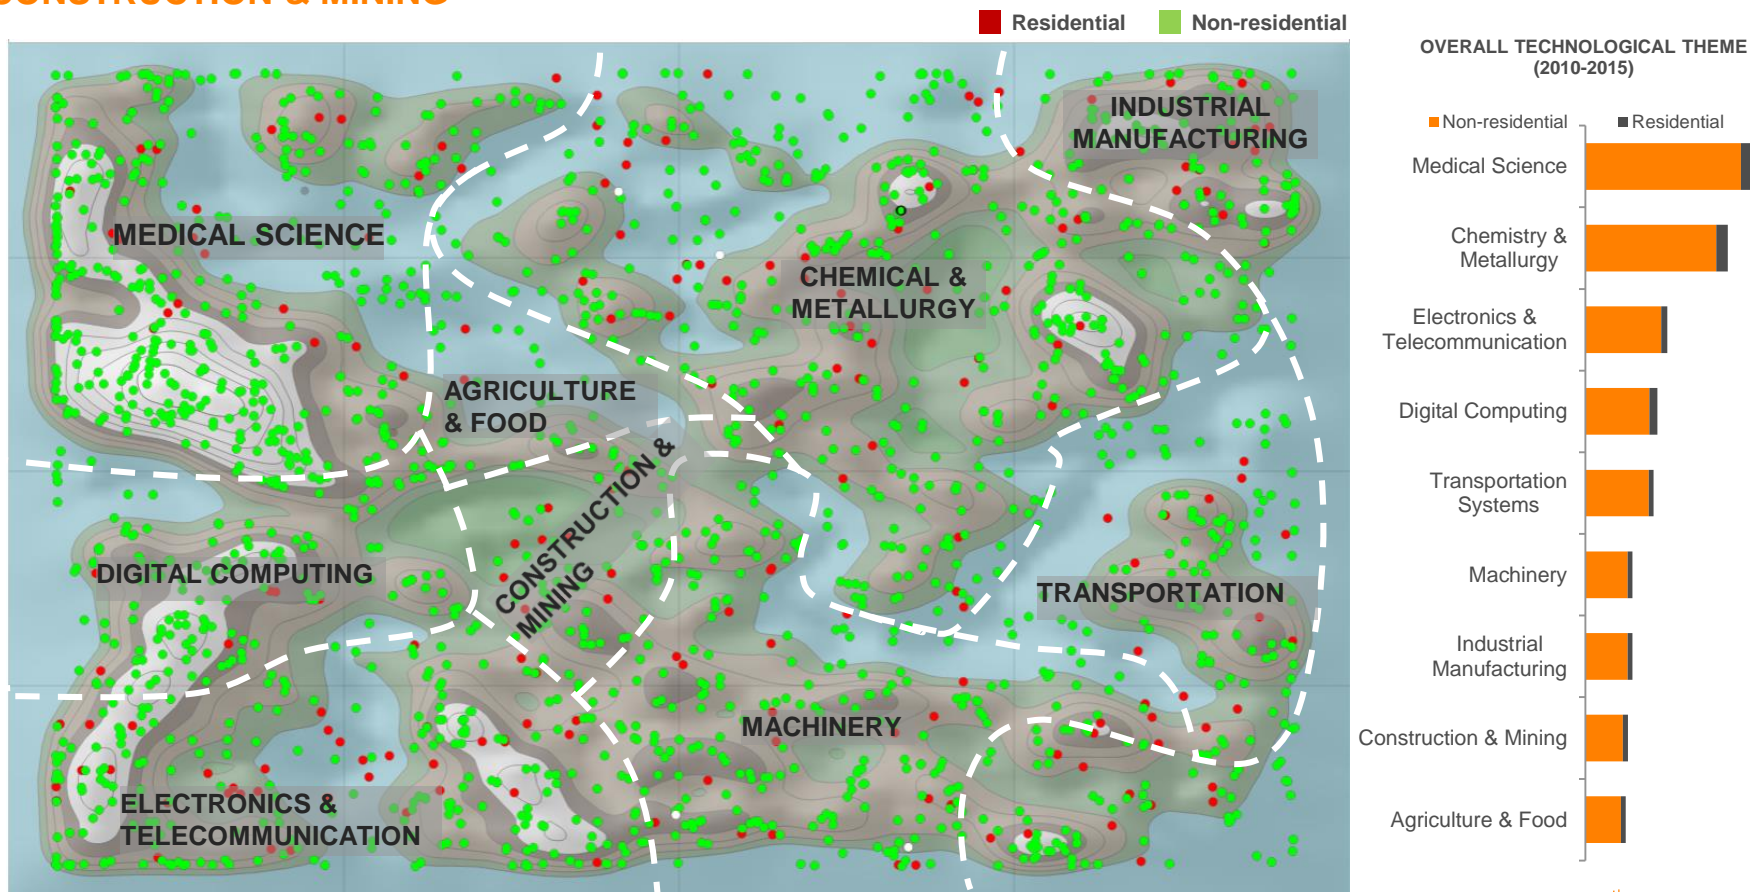 CONSTRUCTION & MINING
Residential
Non-residential
OVERALL TECHNOLOGICAL THEME
(2010-2015)
INDUSTRIAL
MANUFACTURING
MEDICAL SCIENCE
CHEMICAL &
METALLURGY
AGRICULTURE
& FOOD
CONSTRUCTION &
MINING
DIGITAL COMPUTING
TRANSPORTATION
MACHINERY
ELECTRONICS &
TELECOMMUNICATION
Non-residential
Residential
Medical Science
Chemistry &
Metallurgy
Electronics &
Telecommunication
Digital Computing
Transportation
Systems
Machinery
Industrial
Manufacturing
Construction & Mining
Agriculture & Food